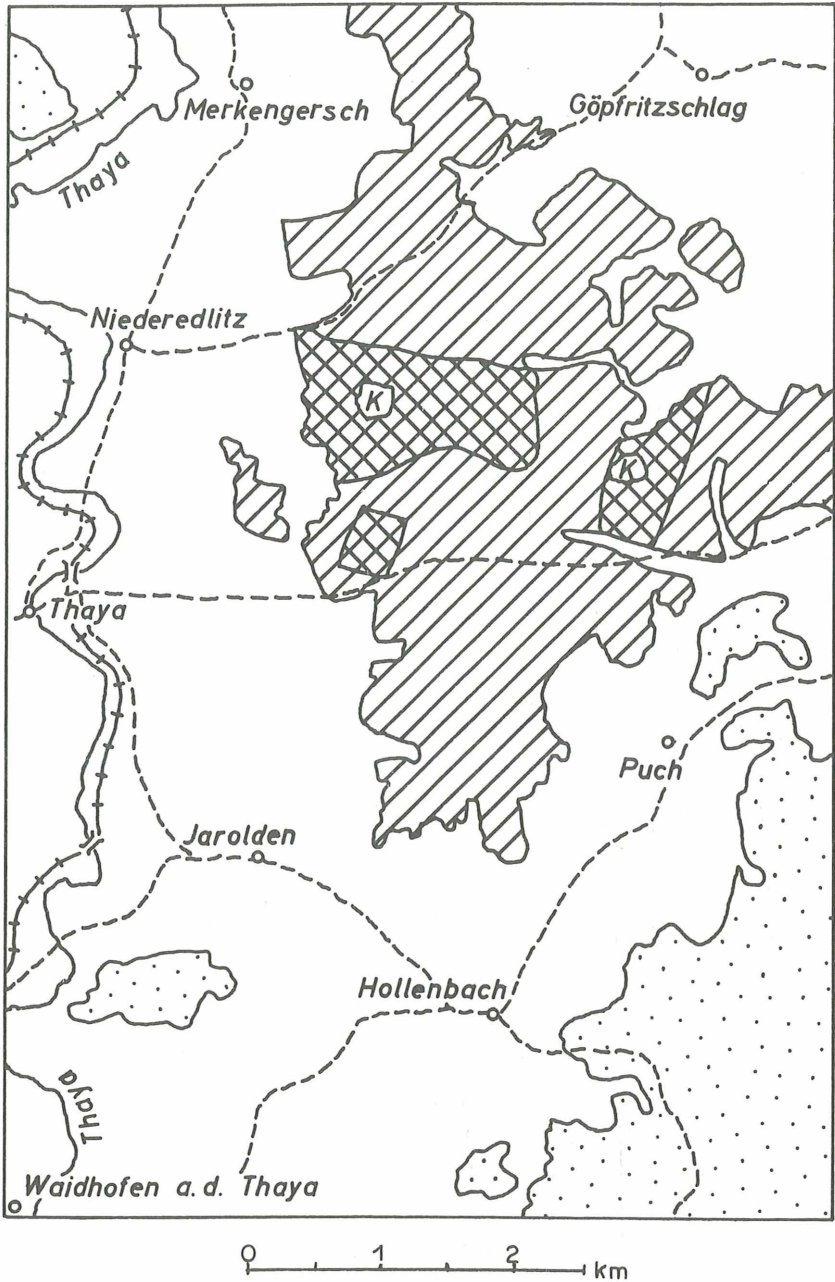 Merkengersch
Göpfritzschlag
Thaya
Niederedlitz
K
K
Thaya
Puch
Jarolden
Hollenbach
Thaya
Waidhofen a.d. Thaya
0 1 2
km